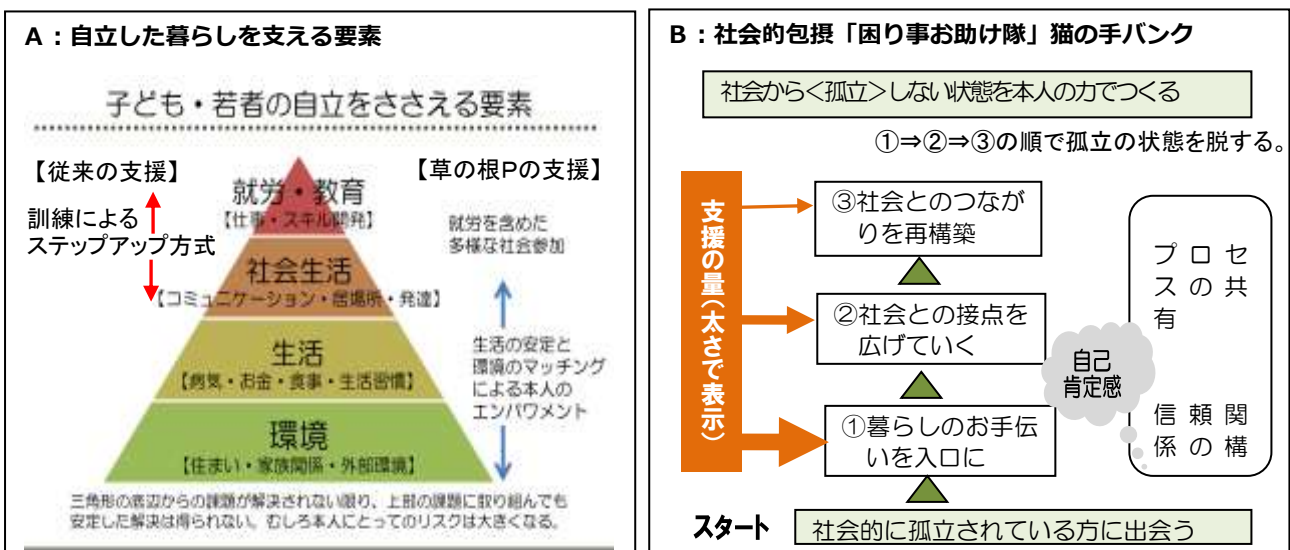 A：自立した暮らしを支える要素
子ども・若者の自立をささえる要素
【従来の支援】
訓練による
ステップアップ方式
【草の根Pの支援】
就労を含めた
多様な社会参加
生活の安定と
環境のマッチング
による本人の
エンパワメント
就労・教育
【仕事・スキル開発】
社会生活
【コミュニケーション・居場所・発達】
生活
【病気・お金・食事・生活習慣】
環境
【住まい・家族関係・外部環境】
三角形の底辺からの課題が解決されない限り、上部の課題に取り組んでも
安定した解決は得られない。むしろ本人にとってのリスクは大きくなる。
B：社会的包摂「困り事お助け隊」猫の手バンク
社会から<孤立>しない状態を本人の力でつくる
①⇒②⇒③の順で孤立の状態を脱する。
支援の量（太さで表示）
③社会とのつなが
りを再構築
②社会との接点を
広げていく
①暮らしのお手伝
いを入口に
プロセ
スの共
有
自己
肯定感
信頼関
係の構
スタート
社会的に孤立されている方に出会う